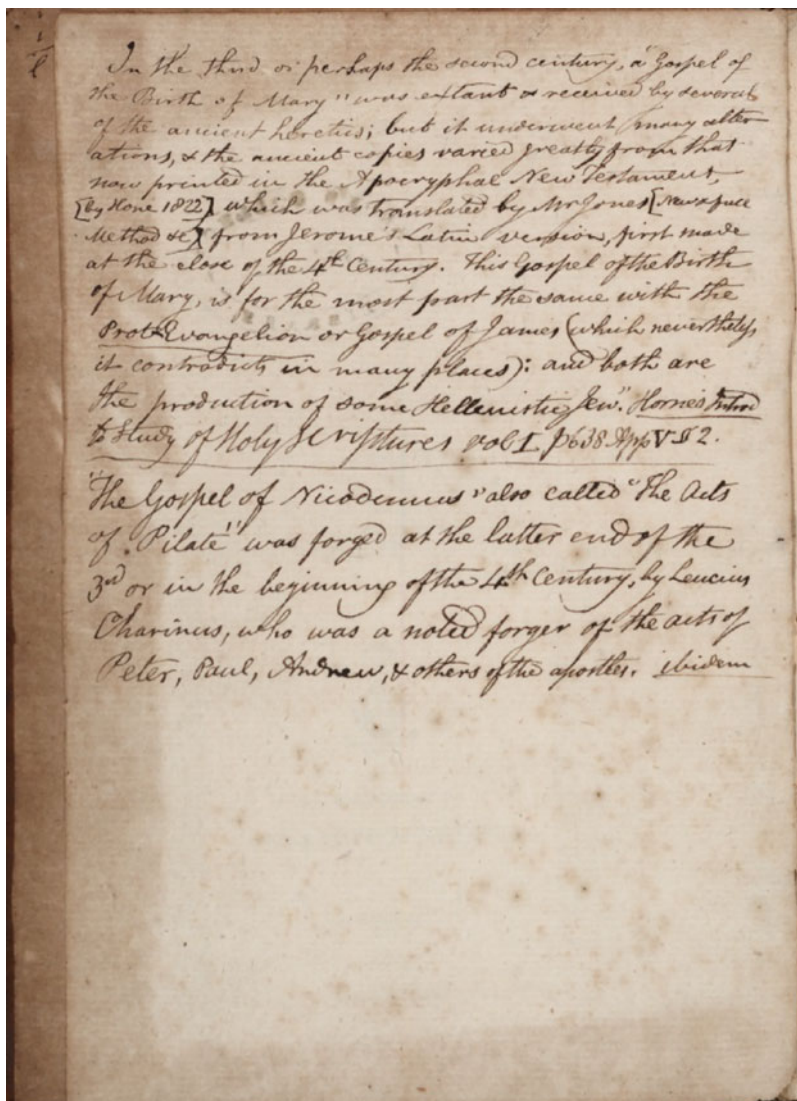 1
l
In the third or perhaps the second century, a "Gospel of
the Birth of Mary" was extant & received by several
of the ancient heretics; but it underwent many alter
ations, & the ancient copies varied greatly from that
now printed in the Apocryphal New Testament,
[by Hone 1822] which was translated by Mr Jones [New & full
Method &c] from Jerome's Latin version, first made
at the close of the 4th Century. This Gospel of the Birth
of Mary, is for the most part the same with the
Prot-Evangelion or Gospel of James (which nevertheless
it contradicts in many places): and both are
the production of some Hellenistic Jew." Horne's Introd
to Study of Holy Scriptures vol I p638 App V S 2.
"The Gospel of Nicodemus" also called "The Acts
of Pilate" was forged at the latter end of the
3rd or in the beginning of the 4th Century, by Leucius
Charinus, who was a noted forger of the acts of
Peter, Paul, Andrew, & others of the apostles. ibidem